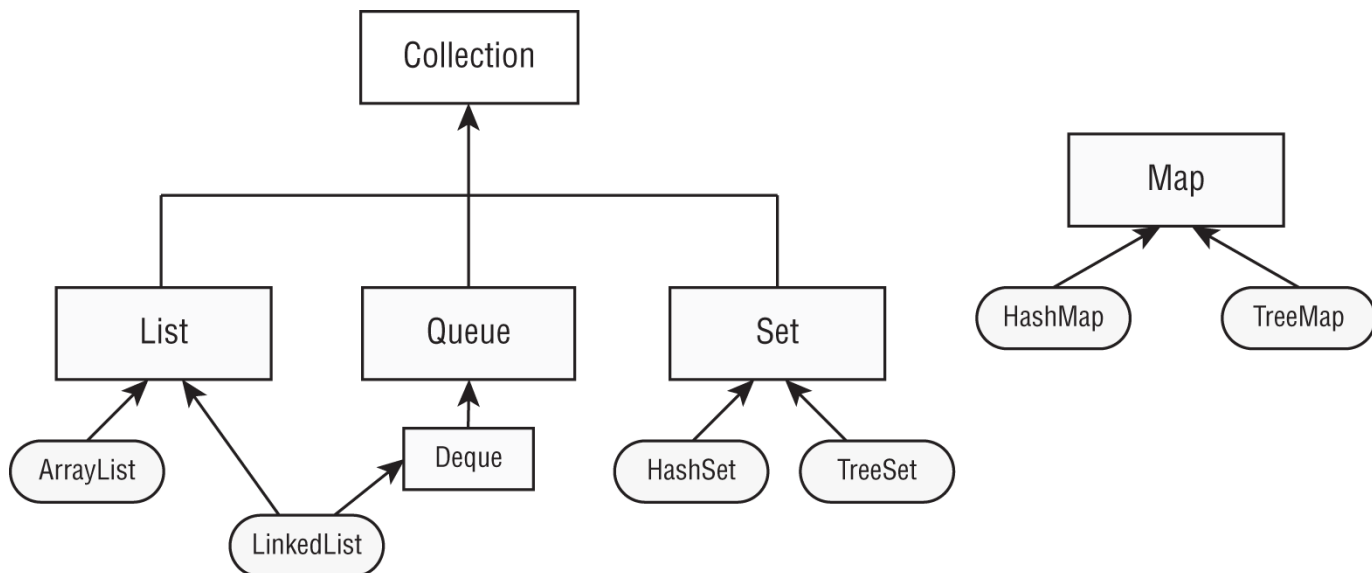 Collection
Map
HashMap
TreeMap
List
Queue
Set
ArrayList
Deque
HashSet
TreeSet
LinkedList